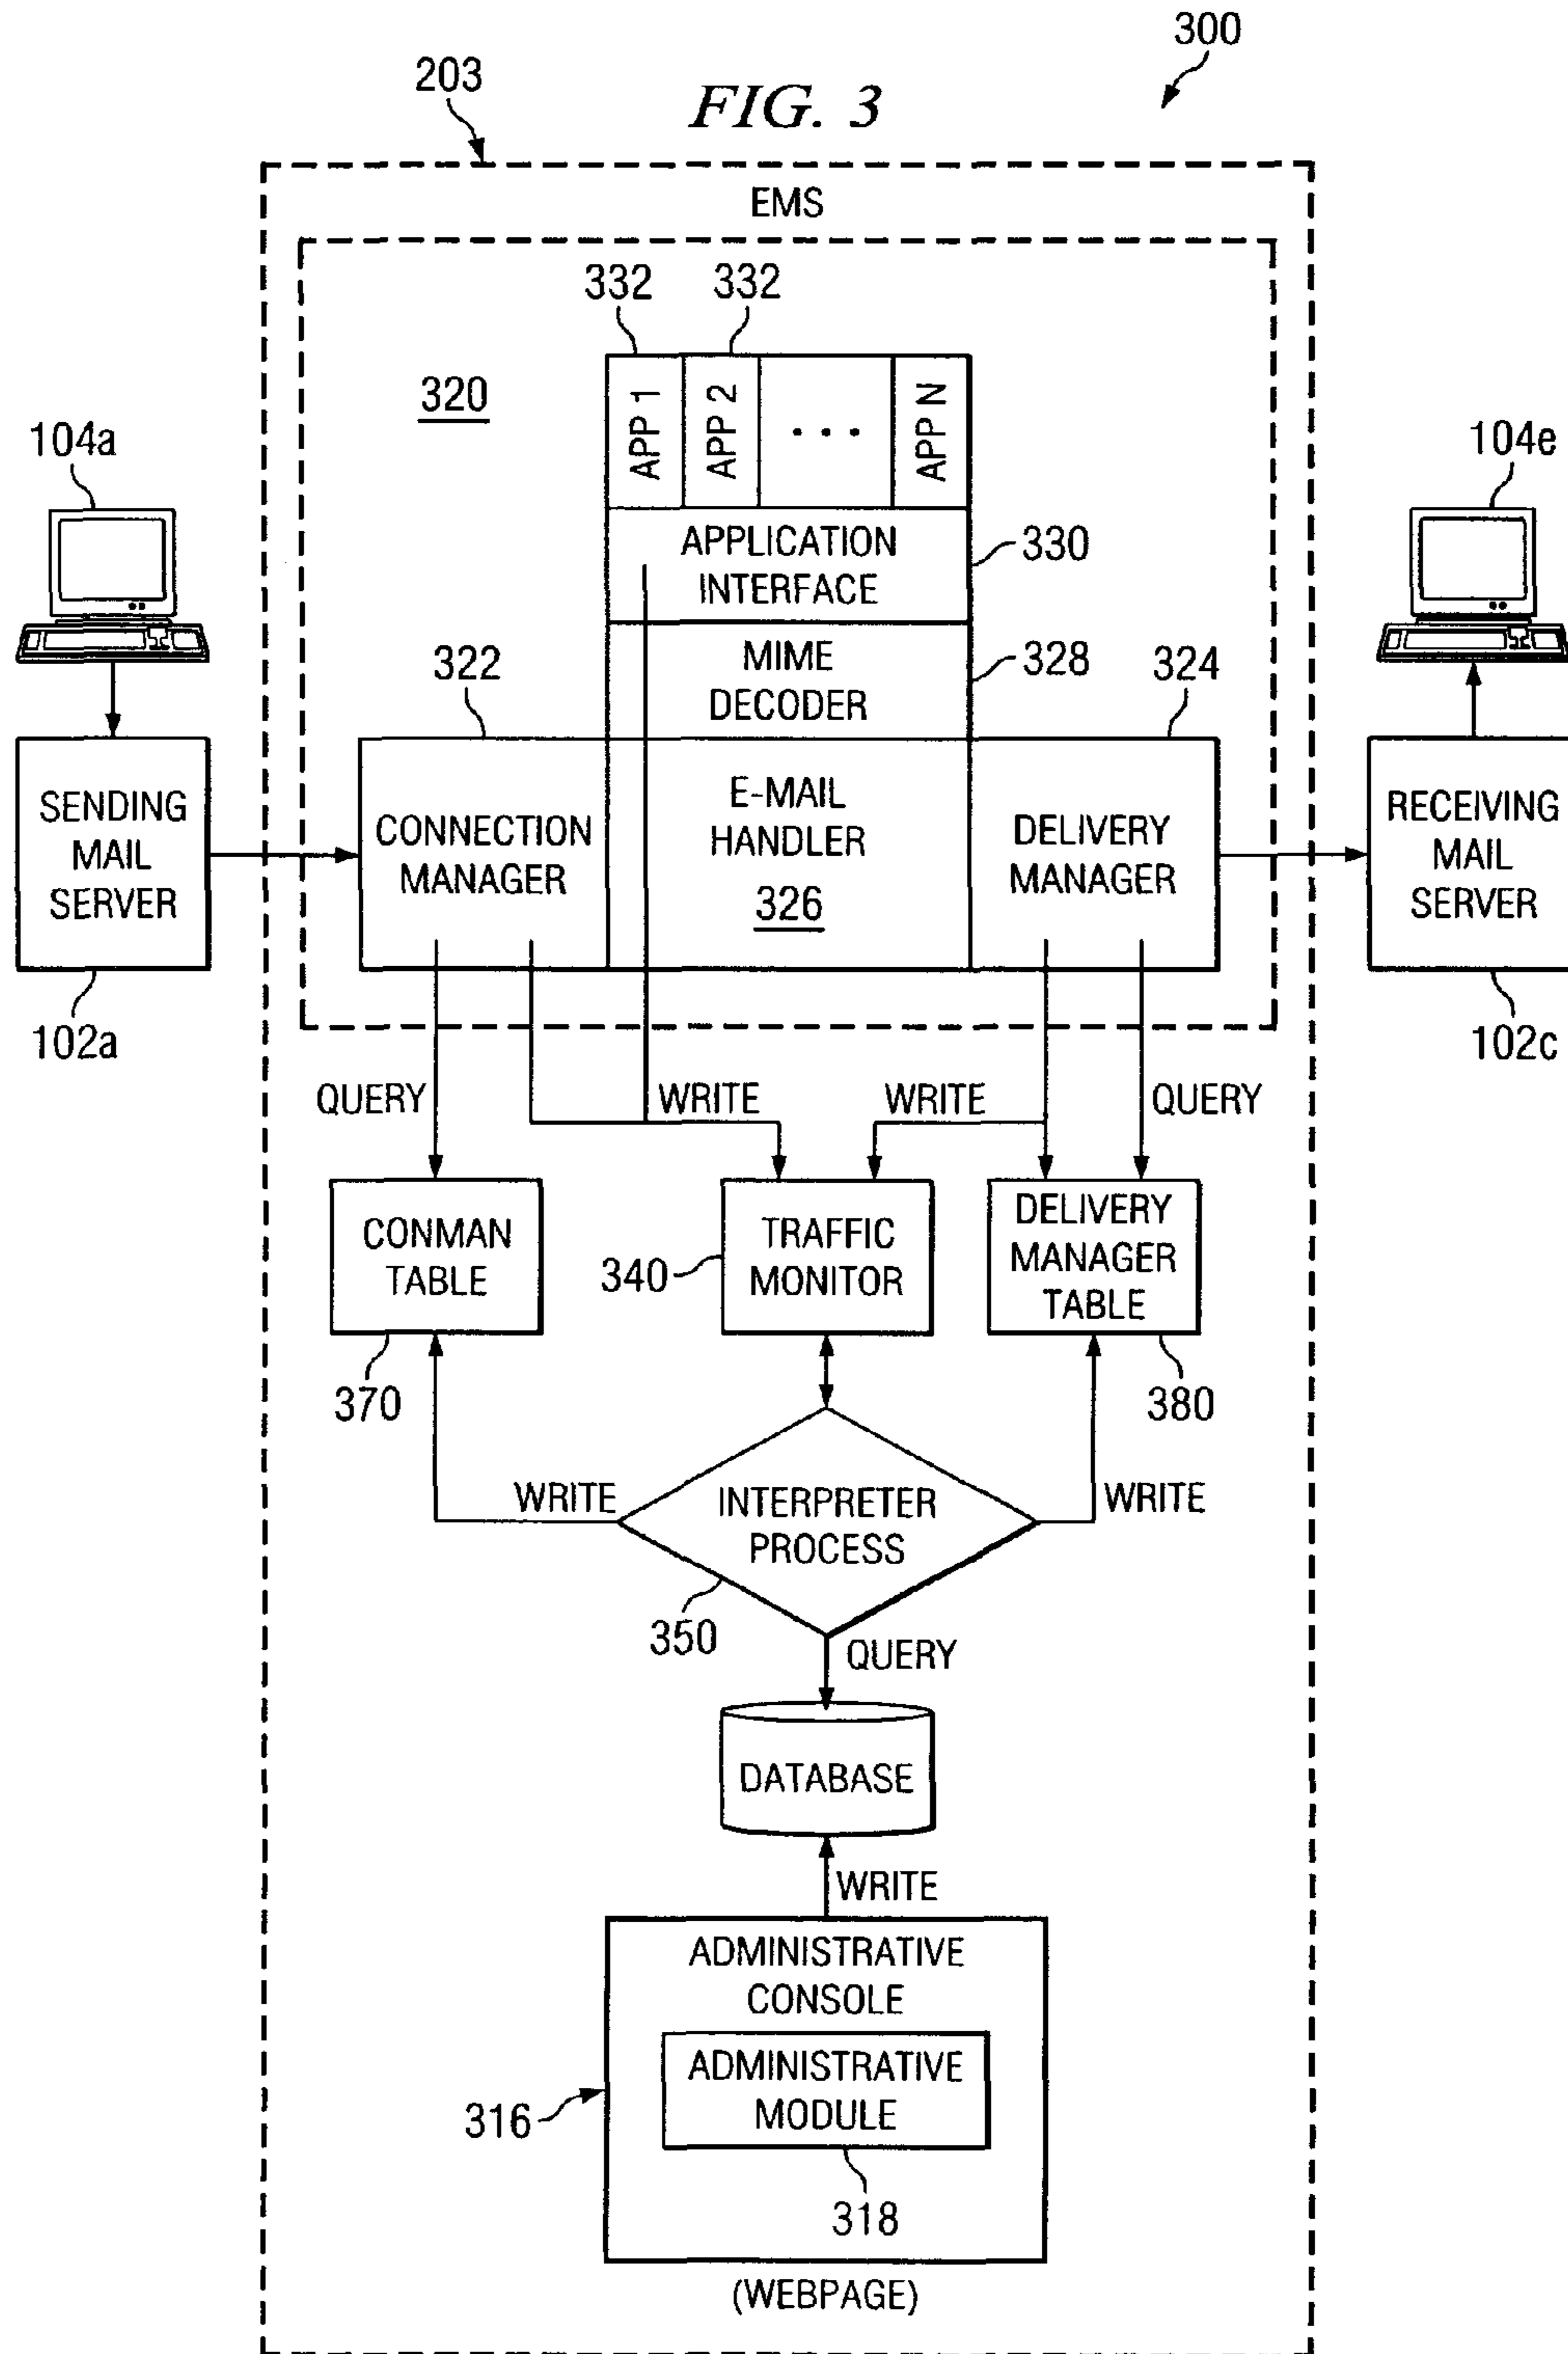 300
203
FIG. 3
EMS
332
332
320
APP 1
APP 2
...
APP N
104a
104e
APPLICATION
INTERFACE
330
MIME
DECODER
328
322
324
SENDING
MAIL
SERVER
CONNECTION
MANAGER
E-MAIL
HANDLER
326
DELIVERY
MANAGER
RECEIVING
MAIL
SERVER
102a
102c
QUERY
WRITE
WRITE
QUERY
CONMAN
TABLE
340
TRAFFIC
MONITOR
DELIVERY
MANAGER
TABLE
370
380
WRITE
INTERPRETER
PROCESS
WRITE
350
QUERY
DATABASE
WRITE
ADMINISTRATIVE
CONSOLE
ADMINISTRATIVE
MODULE
316
318
(WEBPAGE)